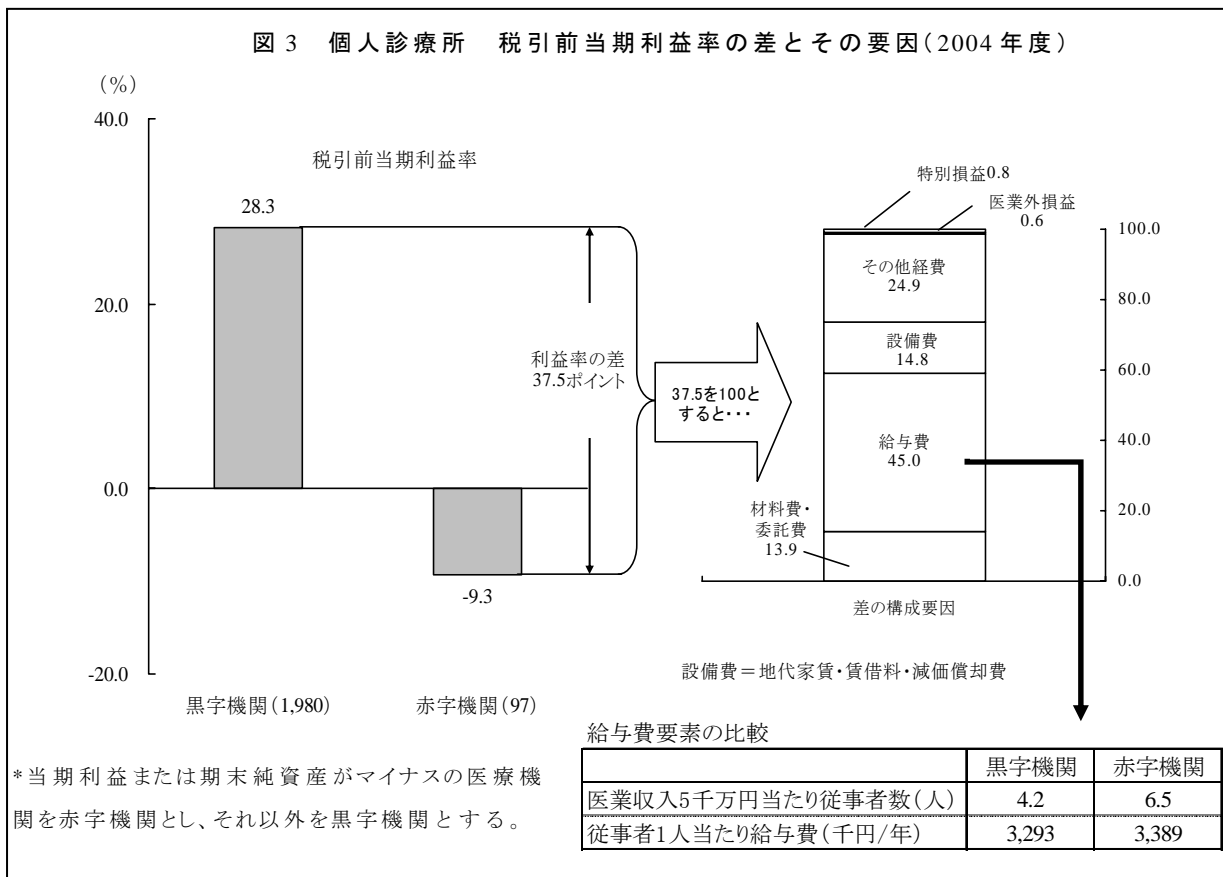 図3 個人診療所 税引前当期利益率の差とその要因(2004年度)
(%)
40.0
20.0
0.0
-20.0
税引前当期利益率
28.3
-9.3
黒字機関(1,980)
赤字機関(97)
利益率の差
37.5ポイント
37.5を100と
すると・・・
特別損益0.8
医業外損益
0.6
その他経費
24.9
設備費
14.8
給与費
45.0
材料費・
委託費
13.9
100.0
80.0
60.0
40.0
20.0
0.0
差の構成要因
設備費=地代家賃・賃借料・減価償却費
*当期利益または期末純資産がマイナスの医療機
関を赤字機関とし、それ以外を黒字機関とする。
給与費要素の比較
黒字機関 赤字機関
医業収入5千万円当たり従事者数(人) 4.2 6.5
従事者1人当たり給与費(千円/年) 3,293 3,389